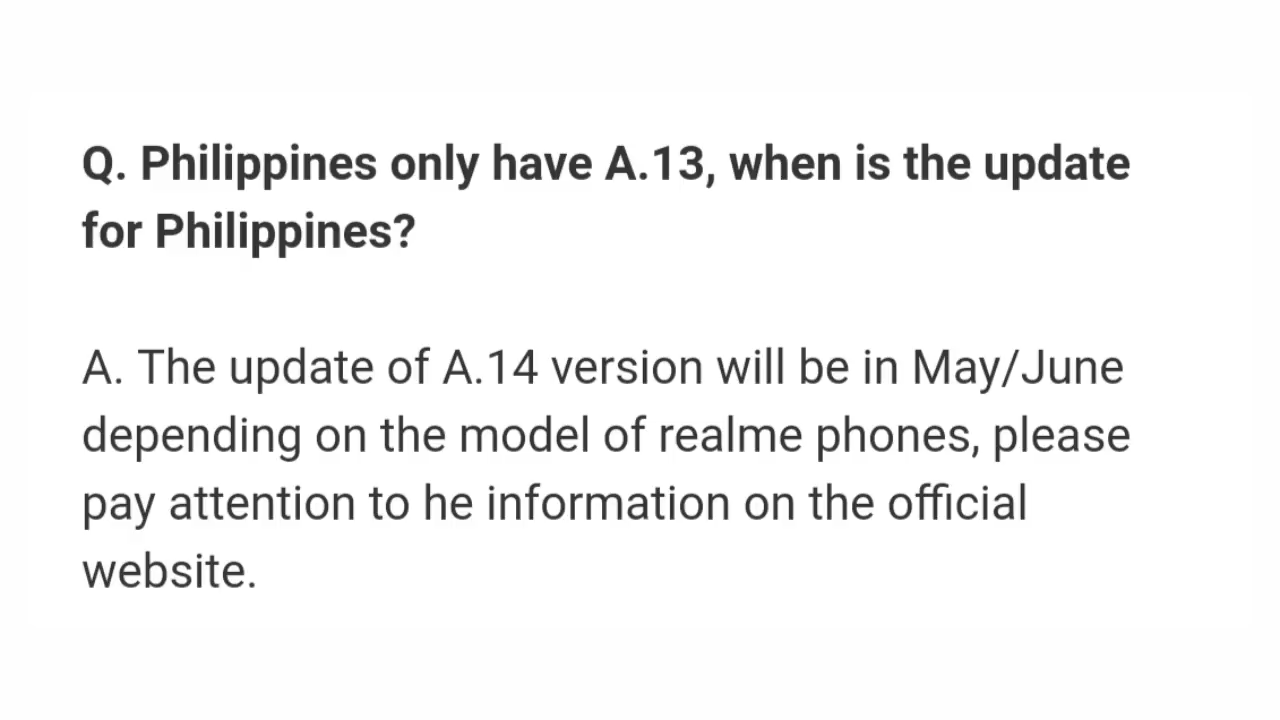 Q. Philippines only have A.13, when is the update
for Philippines?
A. The update of A.14 version will be in May/June
depending on the model of realme phones, please
pay attention to he information on the official
website.